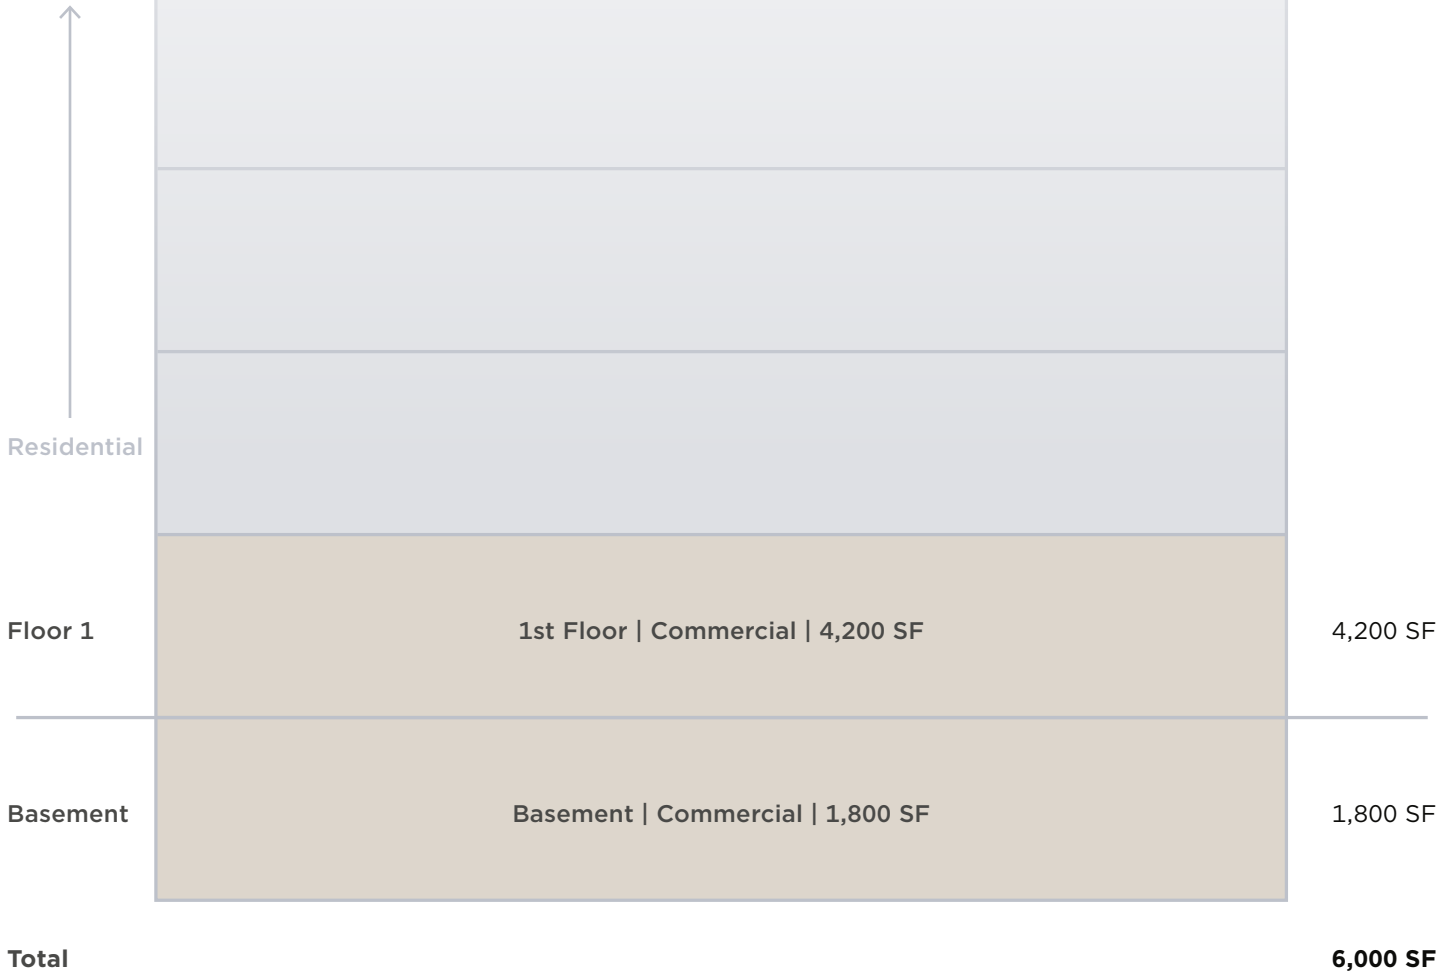 Residential
Floor 1 1st Floor | Commercial | 4,200 SF 4,200 SF
Basement Basement | Commercial | 1,800 SF 1,800 SF
Total 6,000 SF